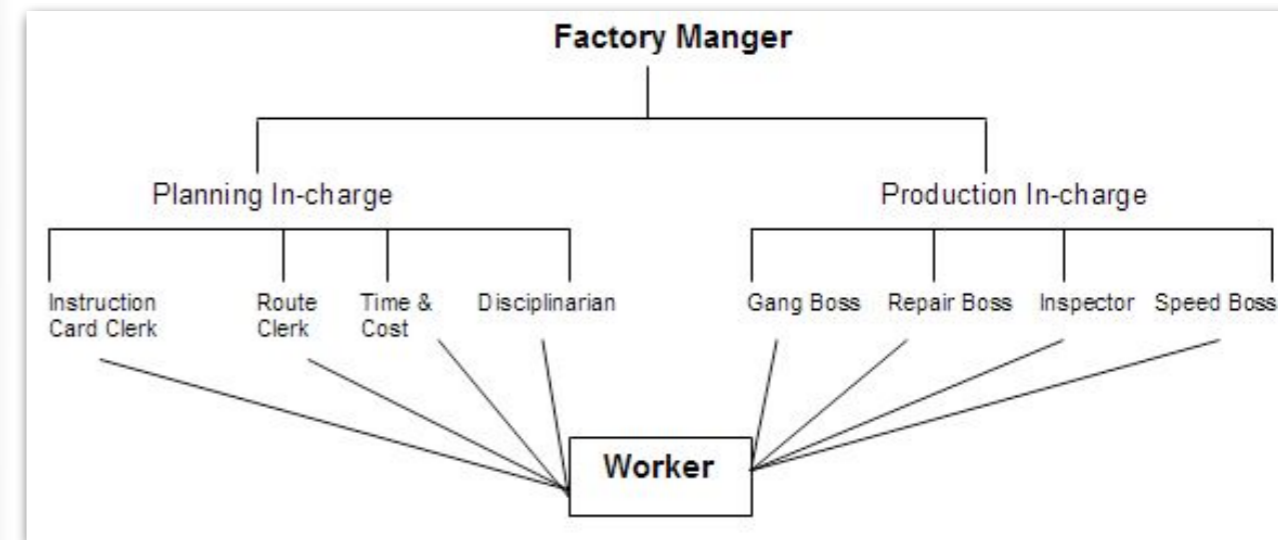 Factory Manger
Planning In-charge
Production In-charge
Instruction
Card Clerk
Route
Clerk
Time &
Cost
Disciplinarian
Gang Boss
Repair Boss
Inspector
Speed Boss
Worker